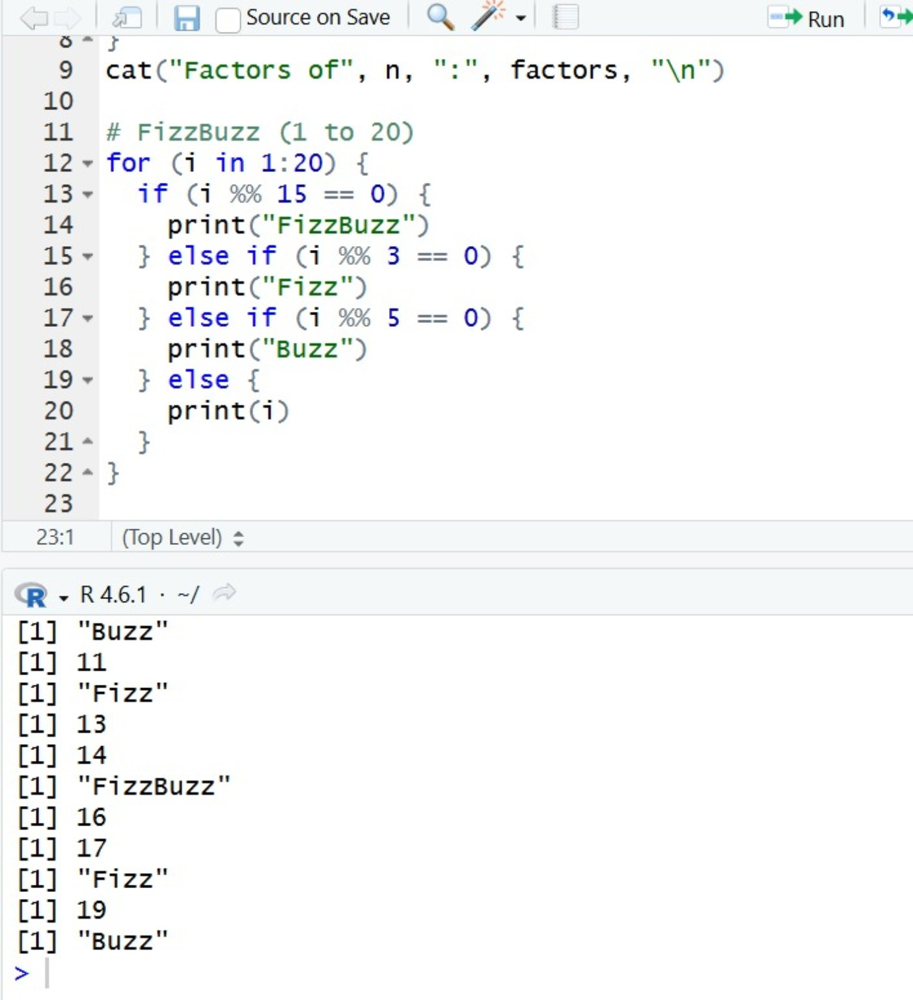 Source on Save Run
8 }
9 cat("Factors of", n, ":", factors, "\n")
10
11 # FizzBuzz (1 to 20)
12 for (i in 1:20) {
13   if (i %% 15 == 0) {
14     print("FizzBuzz")
15   } else if (i %% 3 == 0) {
16     print("Fizz")
17   } else if (i %% 5 == 0) {
18     print("Buzz")
19   } else {
20     print(i)
21   }
22 }
23
23:1 (Top Level)
R R 4.6.1 · ~/
[1] "Buzz"
[1] 11
[1] "Fizz"
[1] 13
[1] 14
[1] "FizzBuzz"
[1] 16
[1] 17
[1] "Fizz"
[1] 19
[1] "Buzz"
>